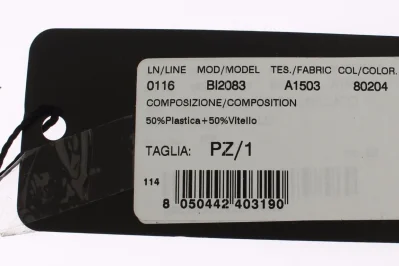 LN/LINE MOD/MODEL TES./FABRIC COL/COLOR.
0116 BI2083 A1503 80204
COMPOSIZIONE/COMPOSITION
50%Plastica+50%Vitello
TAGLIA: PZ/1
114
8 050442 403190